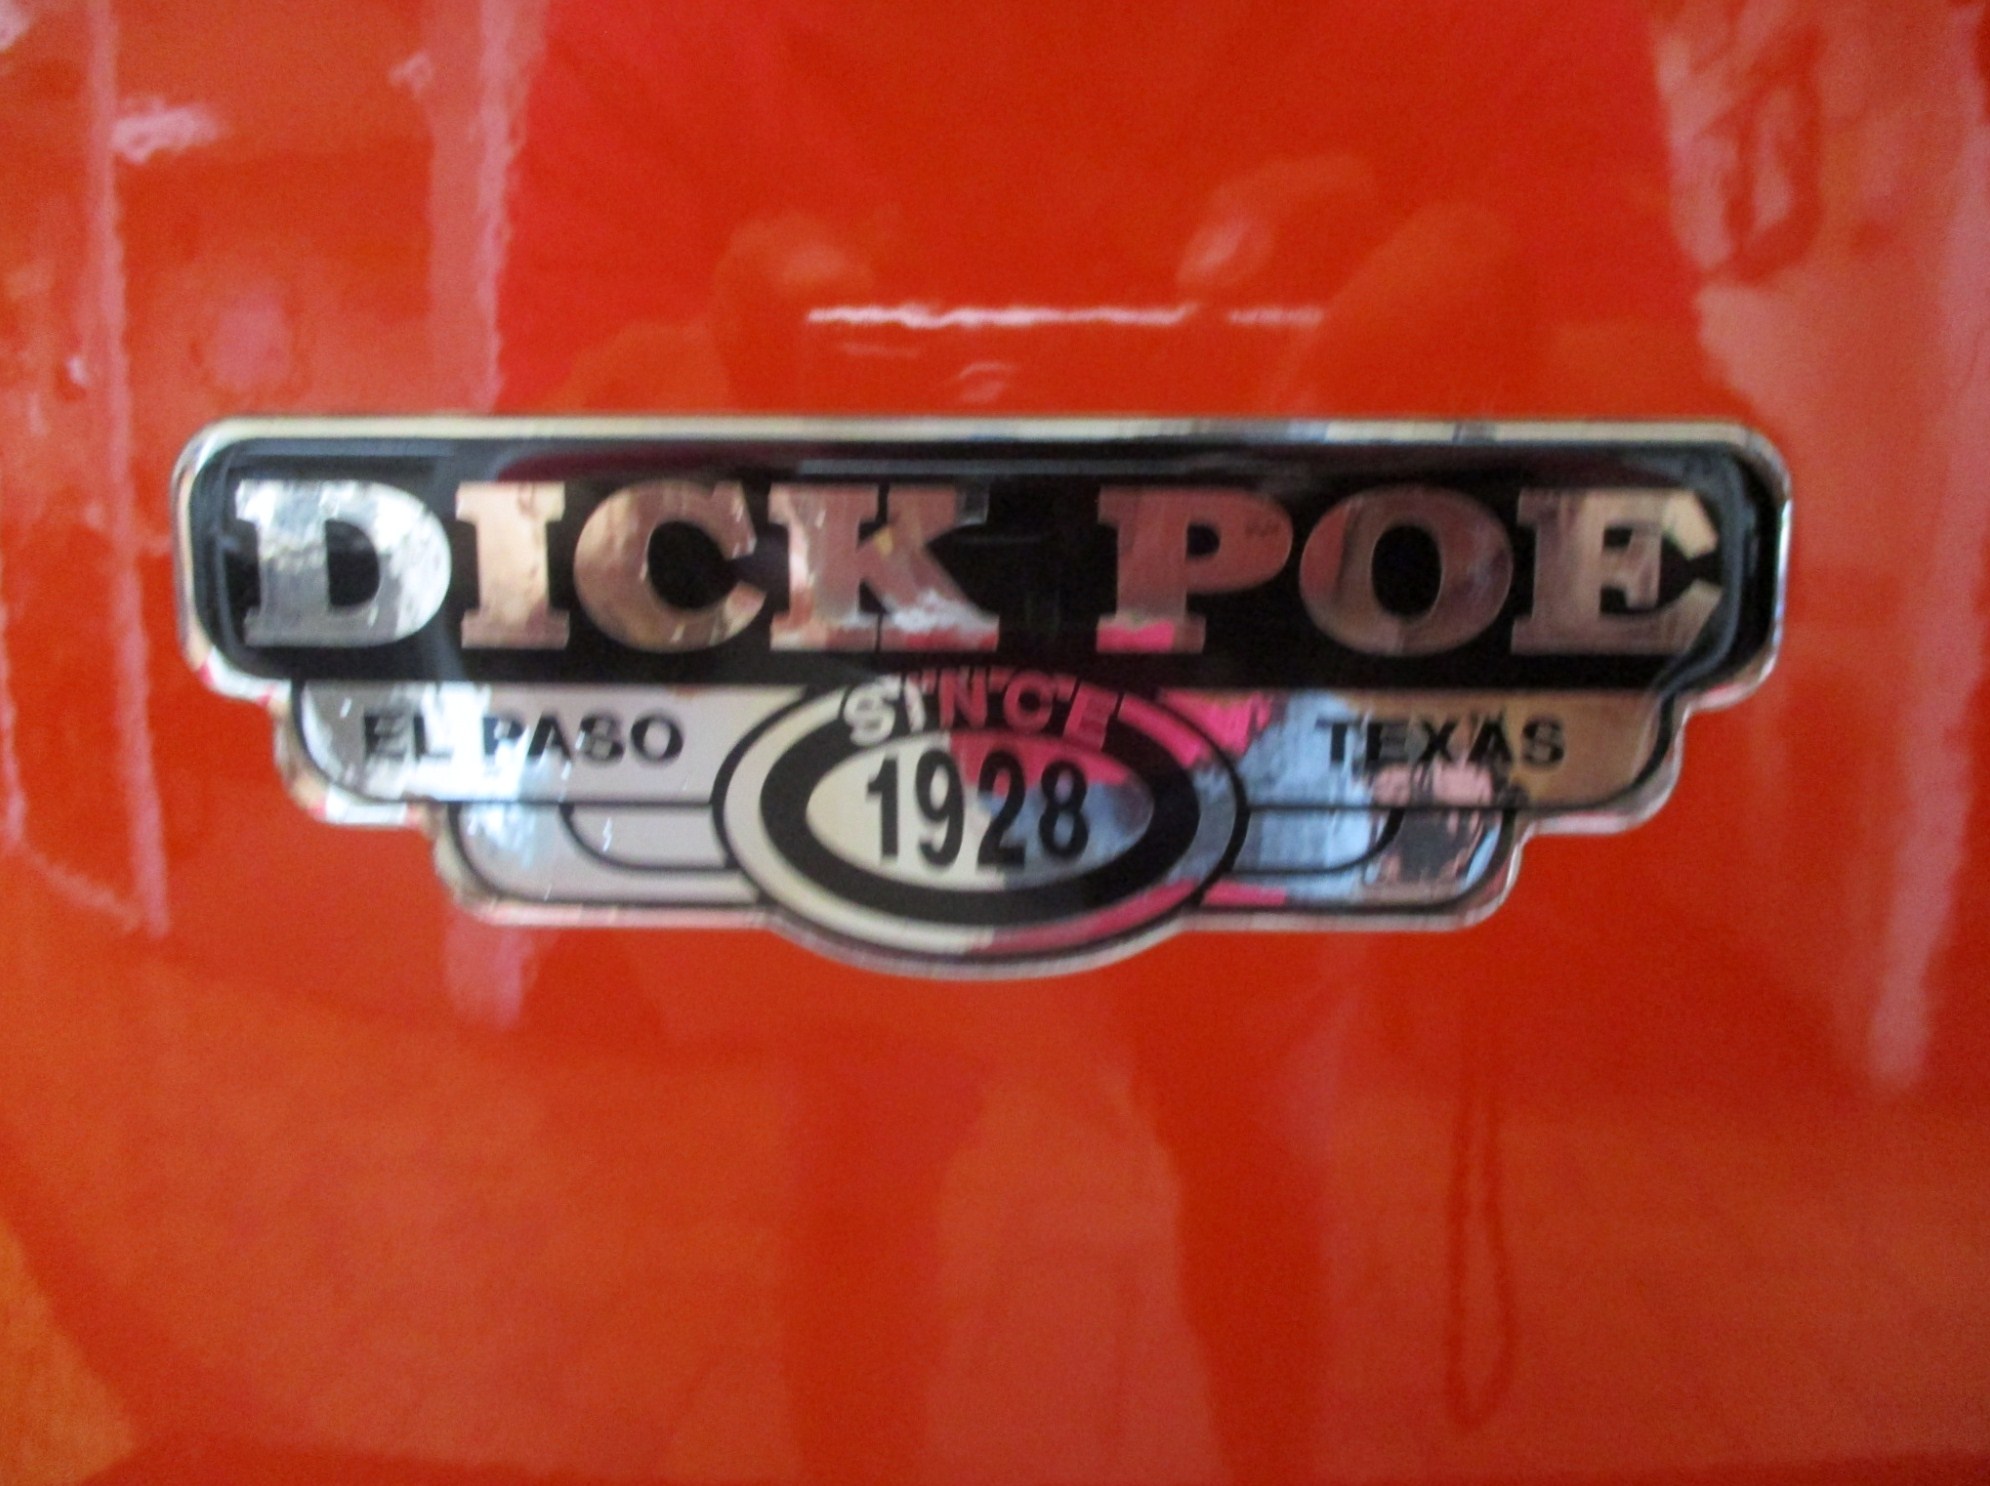 DICK POE
EL PASO SINCE TEXAS
1928